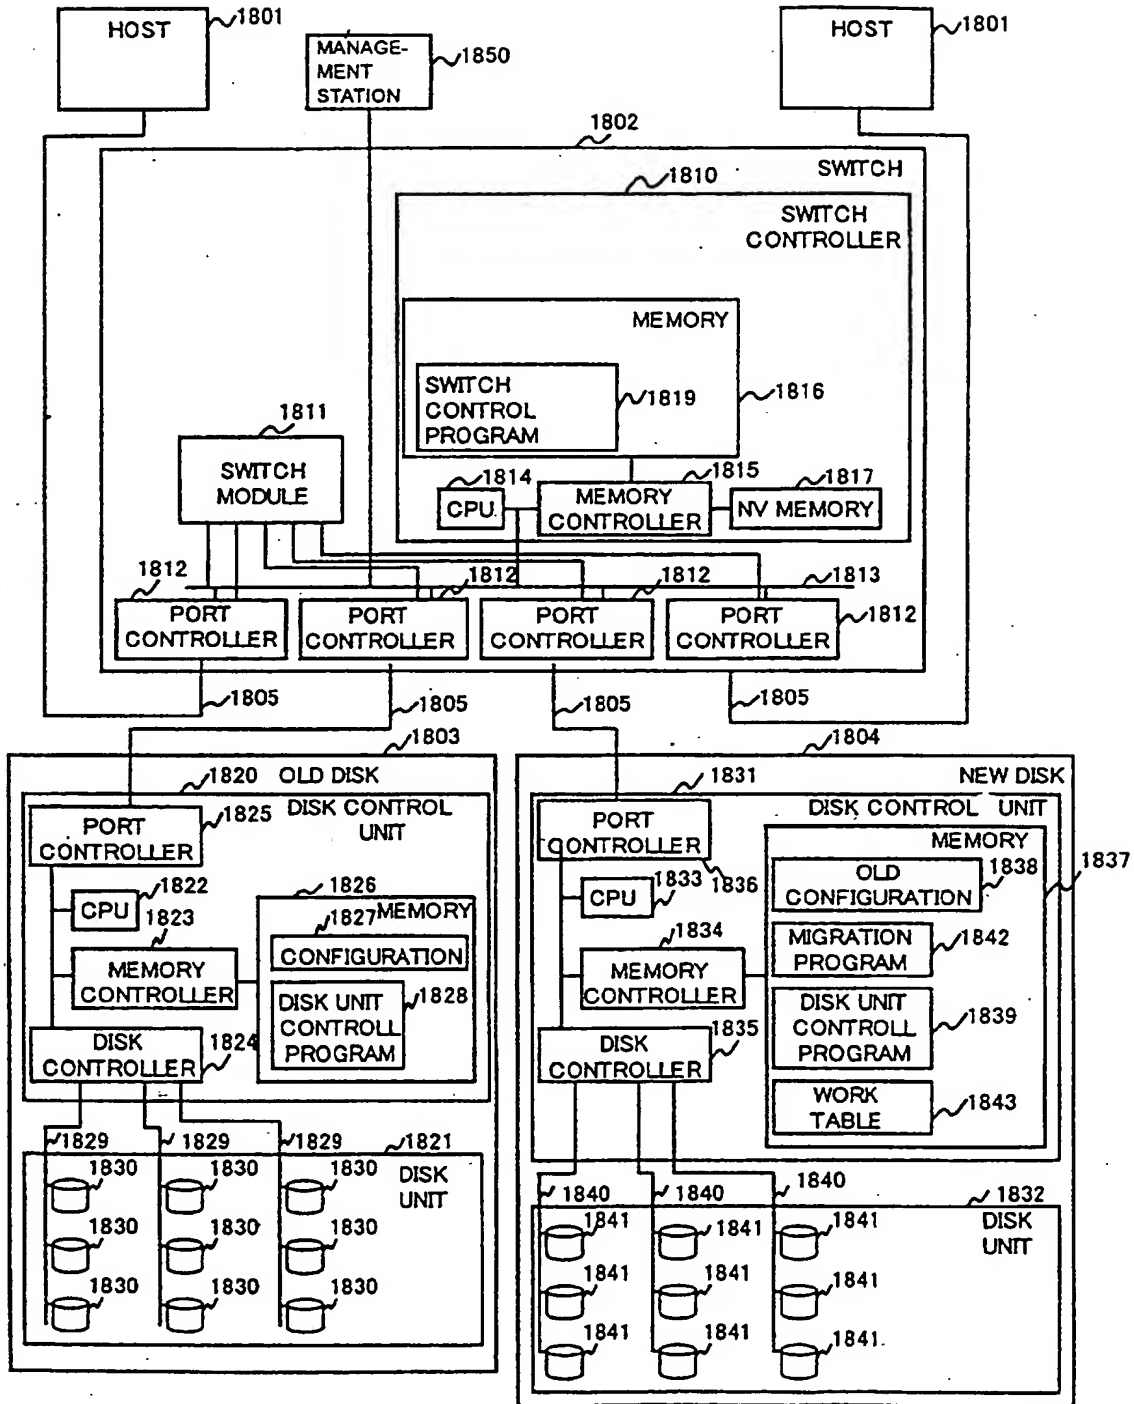 HOST
1801
MANAGE-
MENT
STATION
1850
HOST
1801
1802
SWITCH
1810
SWITCH
CONTROLLER
MEMORY
1816
SWITCH
CONTROL
PROGRAM
1819
1811
SWITCH
MODULE
1814
CPU
1815
MEMORY
CONTROLLER
1817
NV MEMORY
1812
PORT
CONTROLLER
1812
PORT
CONTROLLER
1812
PORT
CONTROLLER
1813
PORT
CONTROLLER
1812
1805
1805
1805
1805
1803
OLD DISK
1820
DISK CONTROL
UNIT
PORT
CONTROLLER
1825
CPU
1822
1823
MEMORY
CONTROLLER
1826
MEMORY
1827
CONFIGURATION
DISK UNIT
CONTROLL
PROGRAM
1828
DISK
CONTROLLER
1824
1829
1829
1829
1821
DISK
UNIT
1830
1830
1830
1830
1830
1830
1830
1830
1830
1804
NEW DISK
1831
DISK CONTROL UNIT
PORT
CONTROLLER
1836
CPU
1833
1834
MEMORY
CONTROLLER
MEMORY
1837
OLD
CONFIGURATION
1838
MIGRATION
PROGRAM
1842
DISK UNIT
CONTROLL
PROGRAM
1839
WORK
TABLE
1843
DISK
CONTROLLER
1835
1840
1840
1840
1832
DISK
UNIT
1841
1841
1841
1841
1841
1841
1841
1841
1841